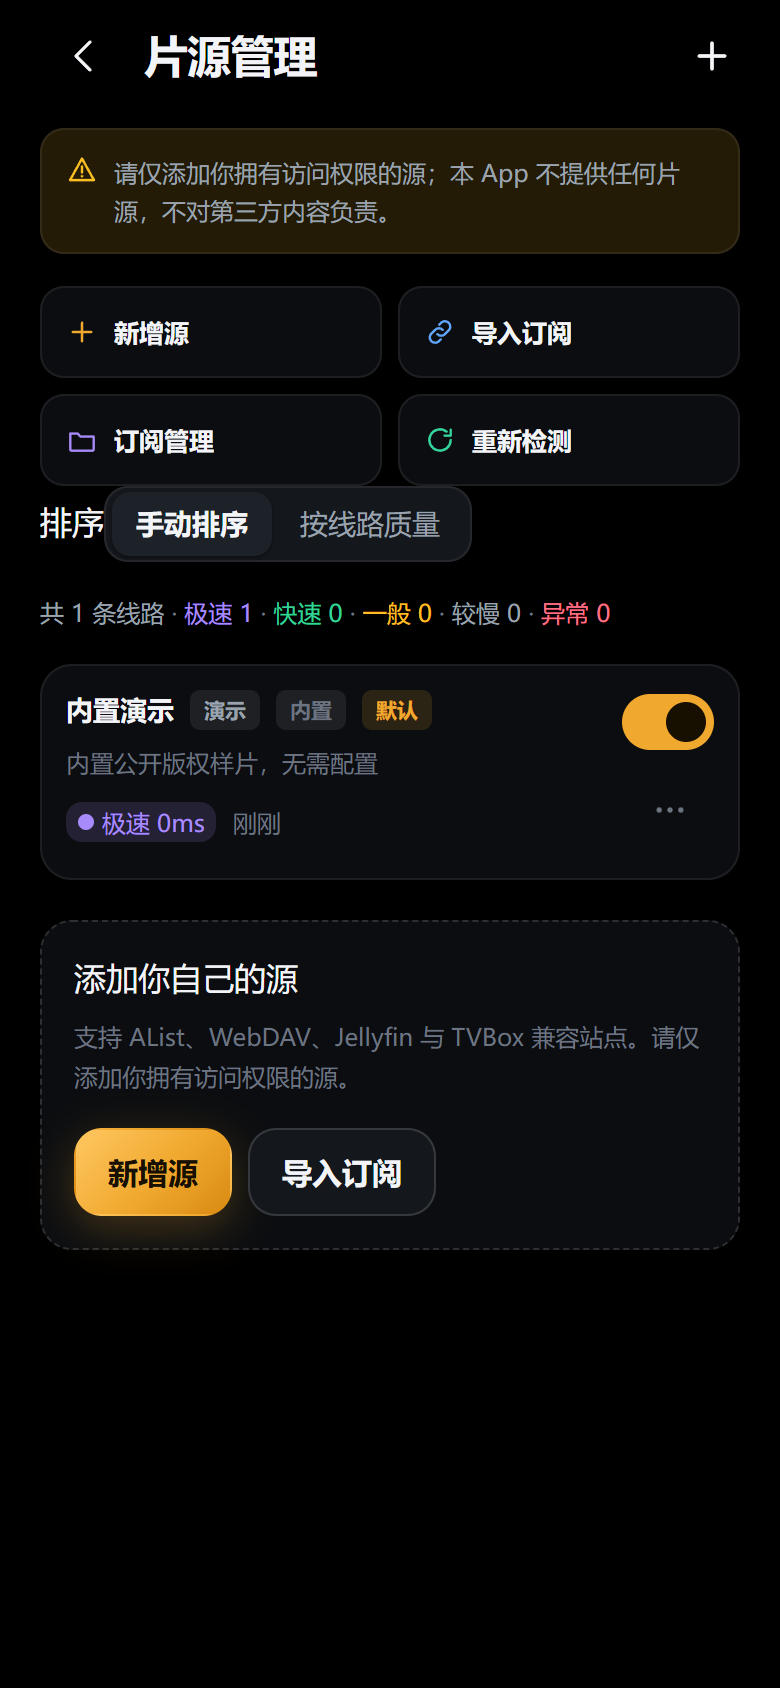 片源管理
请仅添加你拥有访问权限的源；本 App 不提供任何片
源，不对第三方内容负责。
新增源
导入订阅
订阅管理
重新检测
排序 手动排序 按线路质量
共 1 条线路 · 极速 1 · 快速 0 · 一般 0 · 较慢 0 · 异常 0
内置演示 演示 内置 默认
内置公开版权样片，无需配置
极速 0ms 刚刚
添加你自己的源
支持 AList、WebDAV、Jellyfin 与 TVBox 兼容站点。请仅
添加你拥有访问权限的源。
新增源 导入订阅